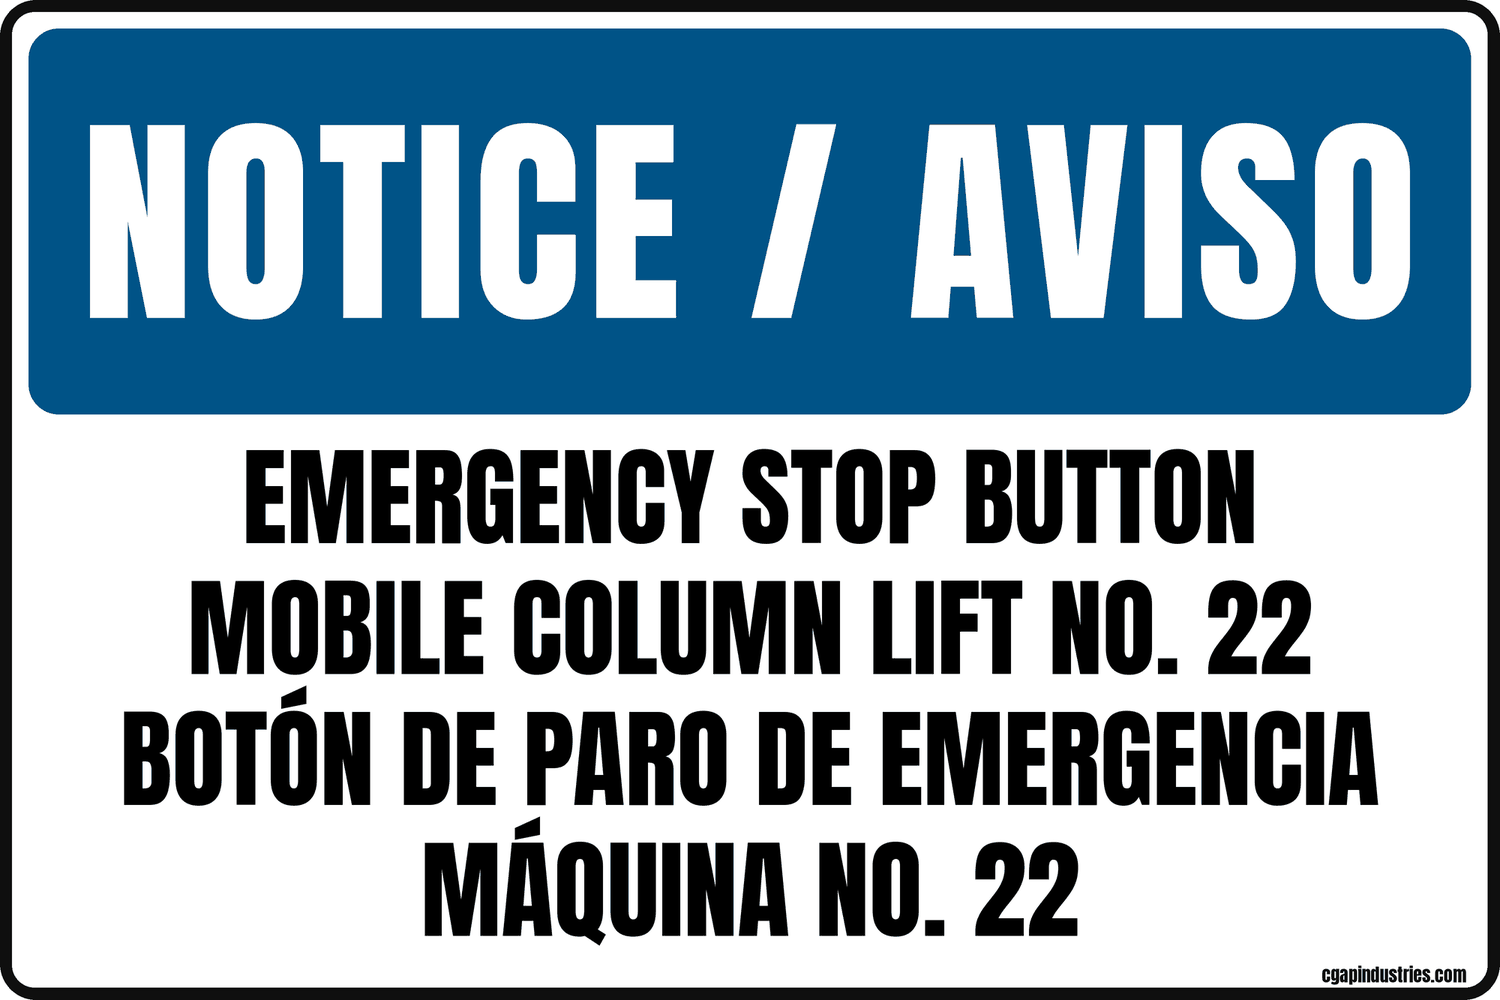 NOTICE / AVISO
EMERGENCY STOP BUTTON
MOBILE COLUMN LIFT NO. 22
BOTÓN DE PARO DE EMERGENCIA
MÁQUINA NO. 22
cgapindustries.com